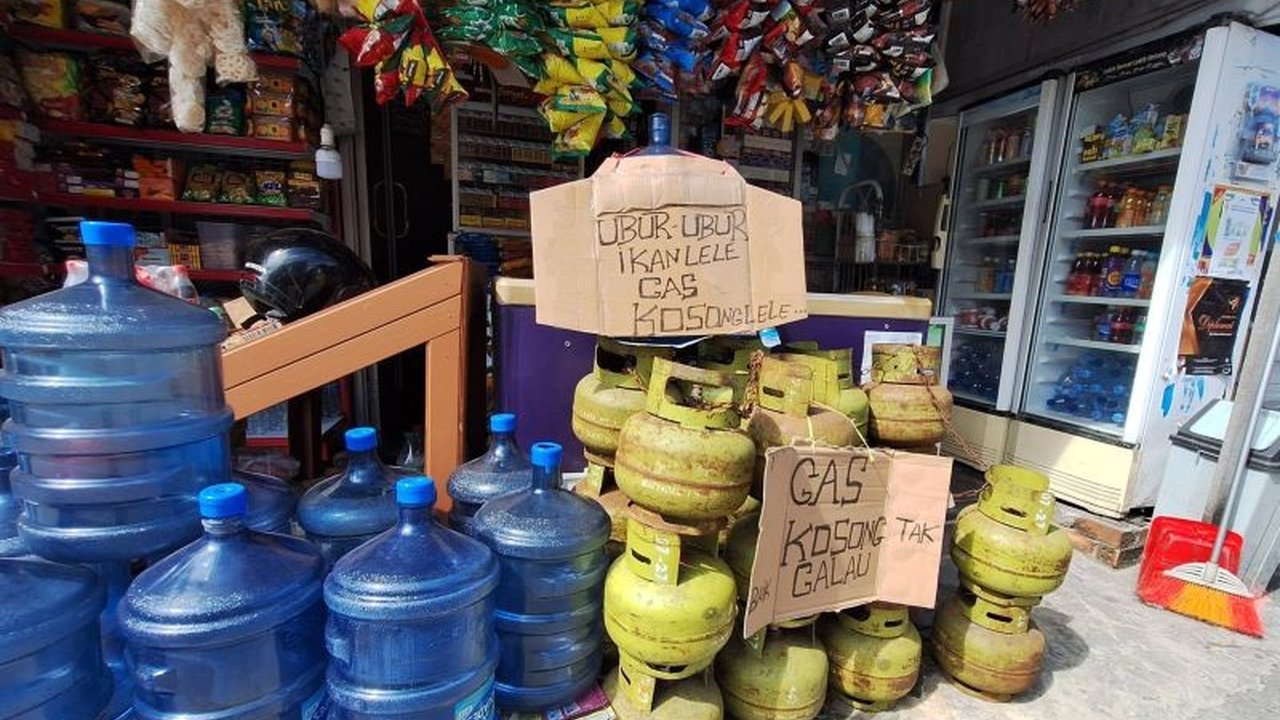 UBUR-UBUR
IKAN LELE
GAS
KOSONG LELE...
GAS
KOSONG TAK
GALAU